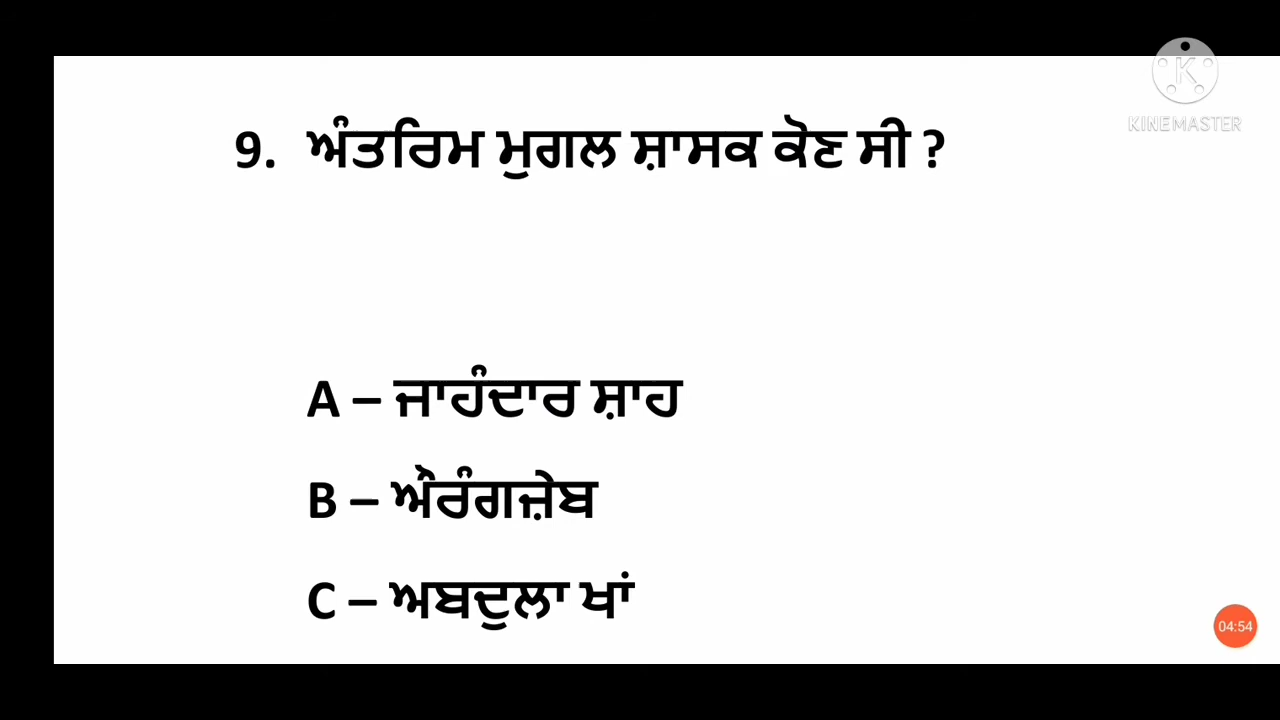 9. ਅੰਤਰਿਮ ਮੁਗਲ ਸ਼ਾਸਕ ਕੋਣ ਸੀ ?
A – ਜਾਹੰਦਾਰ ਸ਼ਾਹ
B – ਔਰੰਗਜ਼ੇਬ
C – ਅਬਦੁਲਾ ਖਾਂ
K
KINEMASTER
04:54